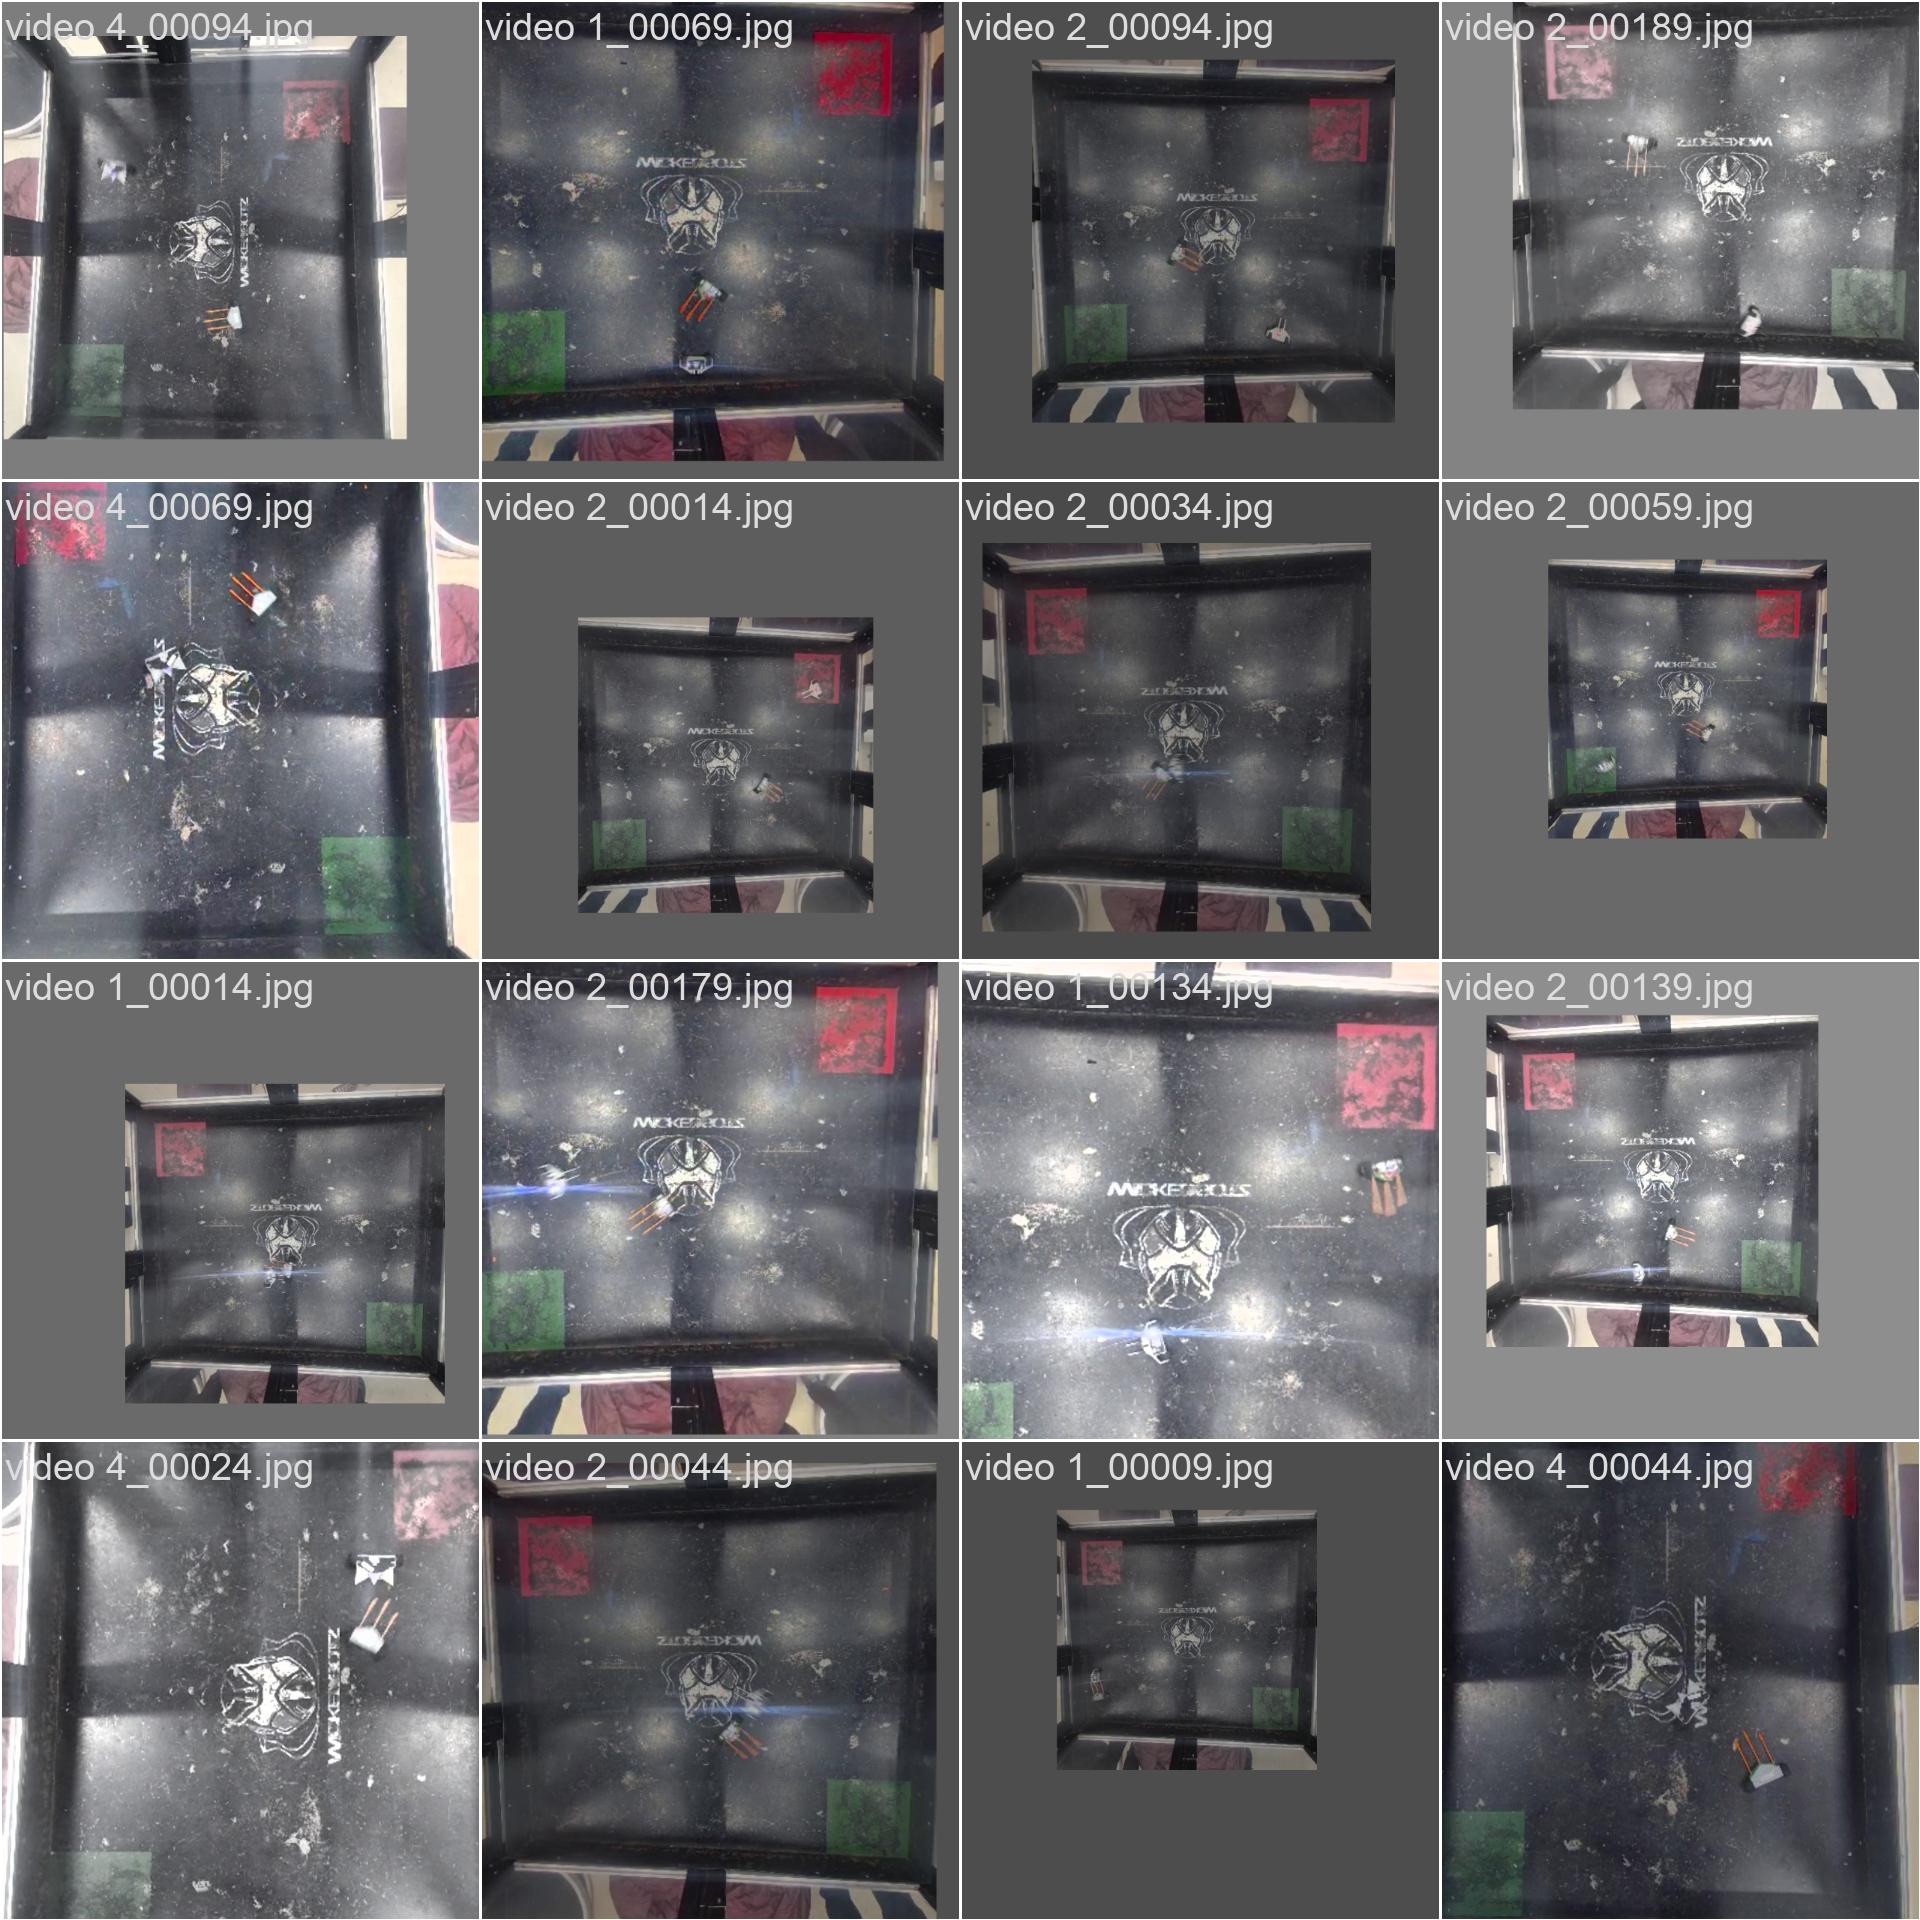 video 4_00094.jpg
video 1_00069.jpg
video 2_00094.jpg
video 2_00189.jpg
video 4_00069.jpg
video 2_00014.jpg
video 2_00034.jpg
video 2_00059.jpg
video 1_00014.jpg
video 2_00179.jpg
video 1_00134.jpg
video 2_00139.jpg
video 4_00024.jpg
video 2_00044.jpg
video 1_00009.jpg
video 4_00044.jpg